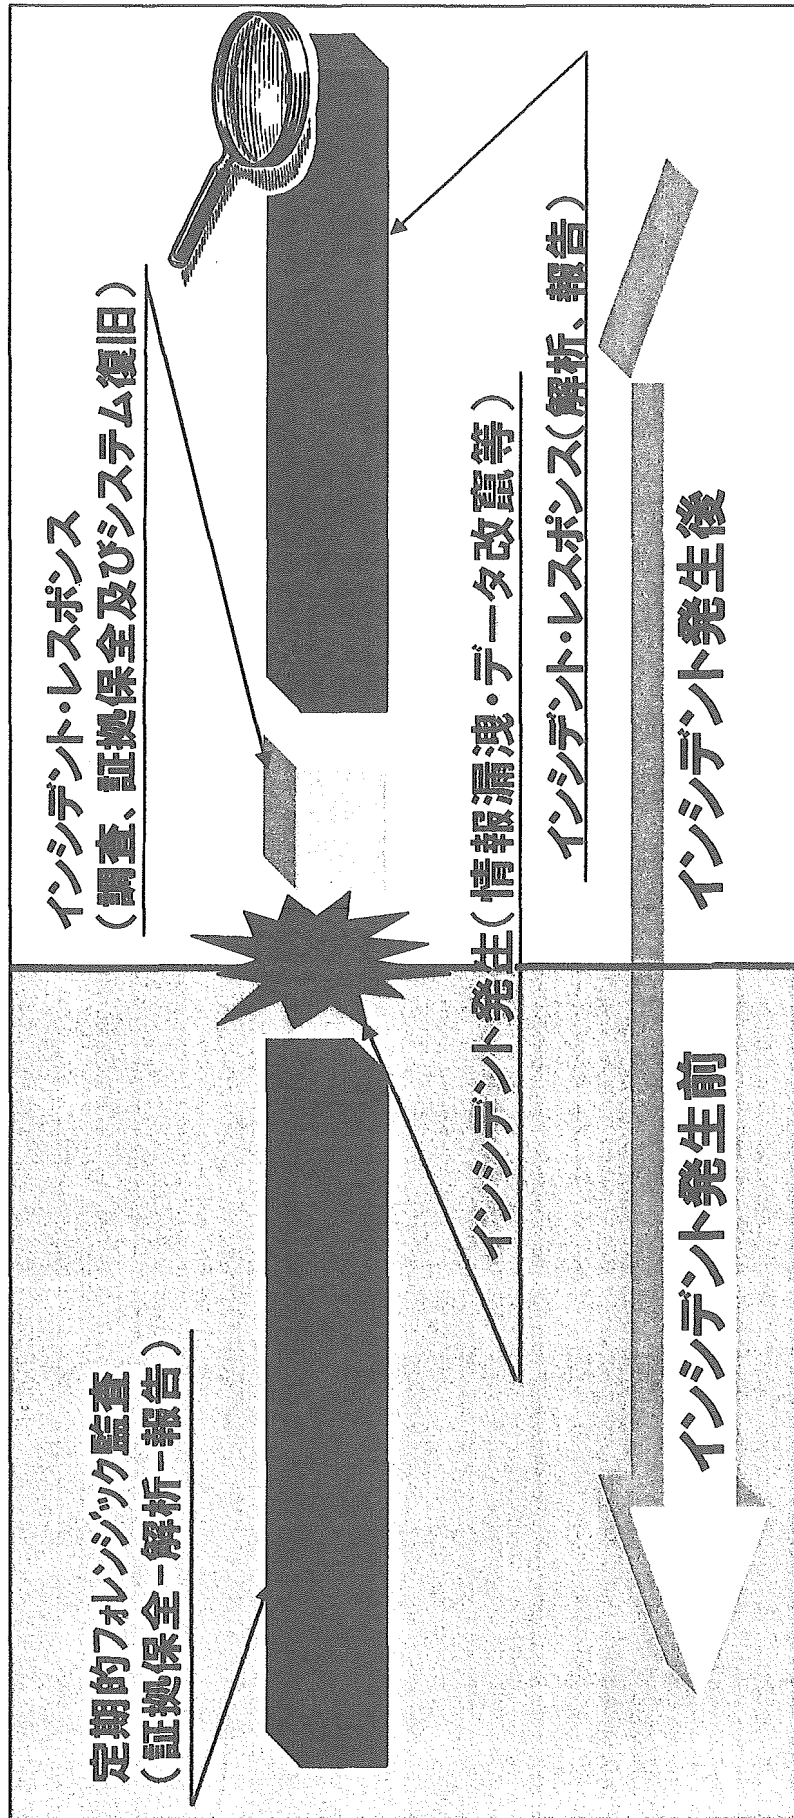 定期的フォレンジック監査
(証拠保全－解析－報告)
インシデント・レスポンス
(調査、証拠保全及びシステム復旧)
インシデント発生(情報漏洩・データ改竄等)
インシデント・レスポンス(解析、報告)
インシデント発生前
インシデント発生後